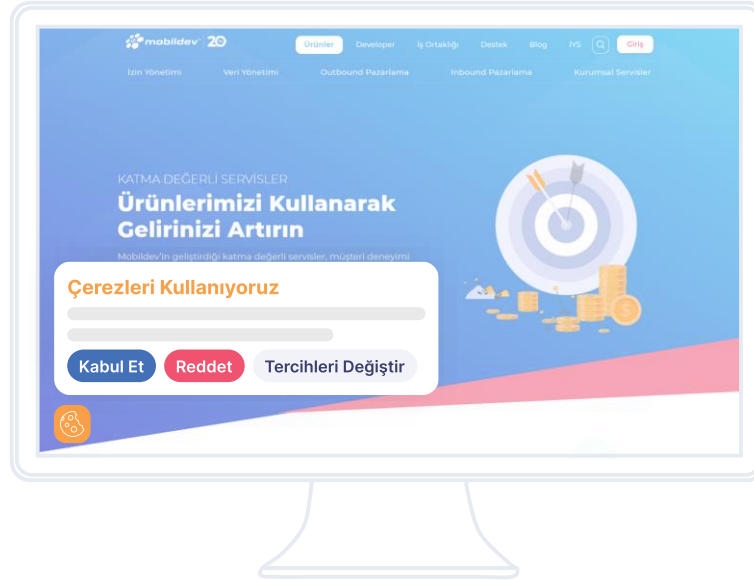 mobildev 20
Ürünler Developer İş Ortaklığı Destek Blog İYS Giriş
İzin Yönetimi Veri Yönetimi Outbound Pazarlama Inbound Pazarlama Kurumsal Servisler
KATMA DEĞERLİ SERVİSLER
Ürünlerimizi Kullanarak
Gelirinizi Artırın
Mobildev'in geliştirdiği katma değerli servisler, müşteri deneyimi
Çerezleri Kullanıyoruz
Kabul Et Reddet Tercihleri Değiştir